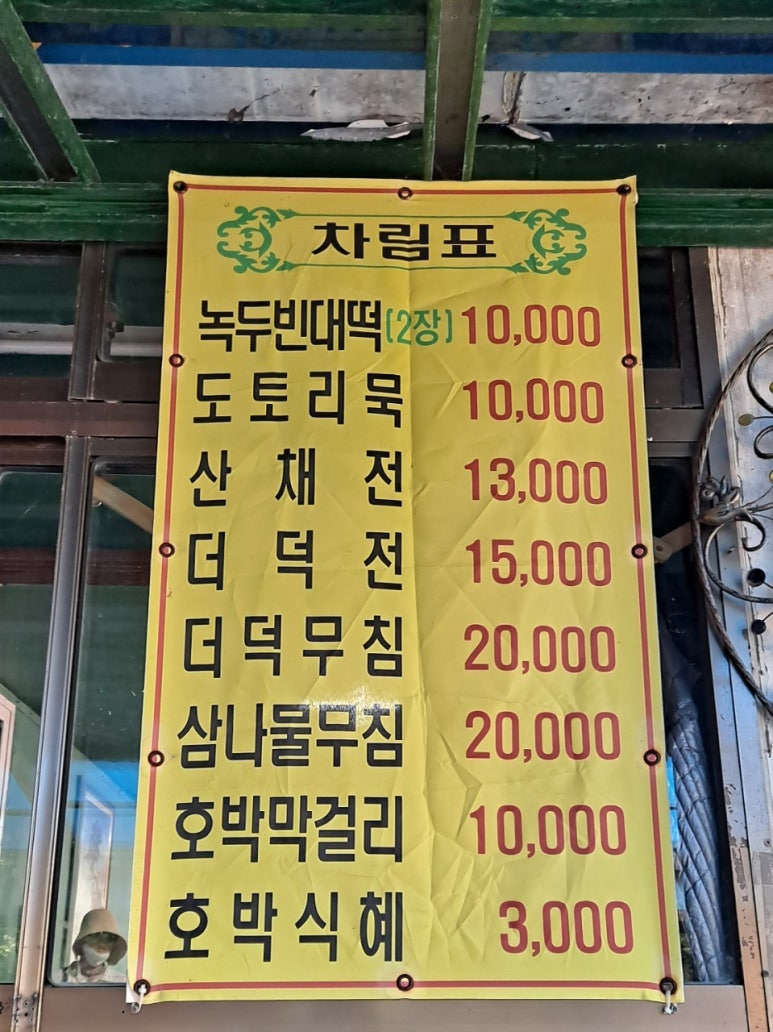 차림표
녹두빈대떡(2장) 10,000
도토리묵 10,000
산채전 13,000
더덕전 15,000
더덕무침 20,000
삼나물무침 20,000
호박막걸리 10,000
호박식혜 3,000